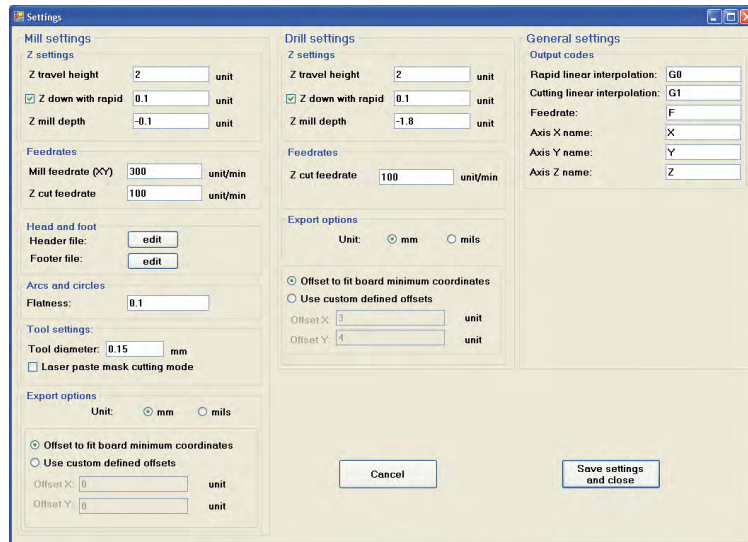 Settings
Mill settings
Z settings
Z travel height 2 unit
Z down with rapid 0.1 unit
Z mill depth -0.1 unit
Feedrates
Mill feedrate (XY) 300 unit/min
Z cut feedrate 100 unit/min
Head and foot
Header file: edit
Footer file: edit
Arcs and circles
Flatness: 0.1
Tool settings:
Tool diameter: 0.15 mm
Laser paste mask cutting mode
Export options
Unit: mm mils
Offset to fit board minimum coordinates
Use custom defined offsets
Offset X: 0 unit
Offset Y: 0 unit
Drill settings
Z settings
Z travel height 2 unit
Z down with rapid 0.1 unit
Z mill depth -1.8 unit
Feedrates
Z cut feedrate 100 unit/min
Export options
Unit: mm mils
Offset to fit board minimum coordinates
Use custom defined offsets
Offset X: 3 unit
Offset Y: 4 unit
General settings
Output codes
Rapid linear interpolation: G0
Cutting linear interpolation: G1
Feedrate: F
Axis X name: X
Axis Y name: Y
Axis Z name: Z
Cancel
Save settings
and close